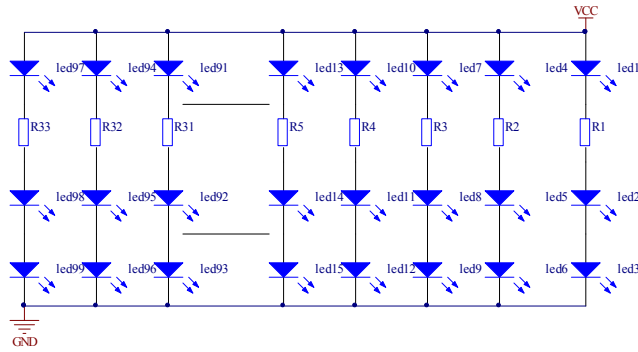 VCC
led97 led94 led91 led13 led10 led7 led4 led1
R33 R32 R31 R5 R4 R3 R2 R1
led98 led95 led92 led14 led11 led8 led5 led2
led99 led96 led93 led15 led12 led9 led6 led3
GND